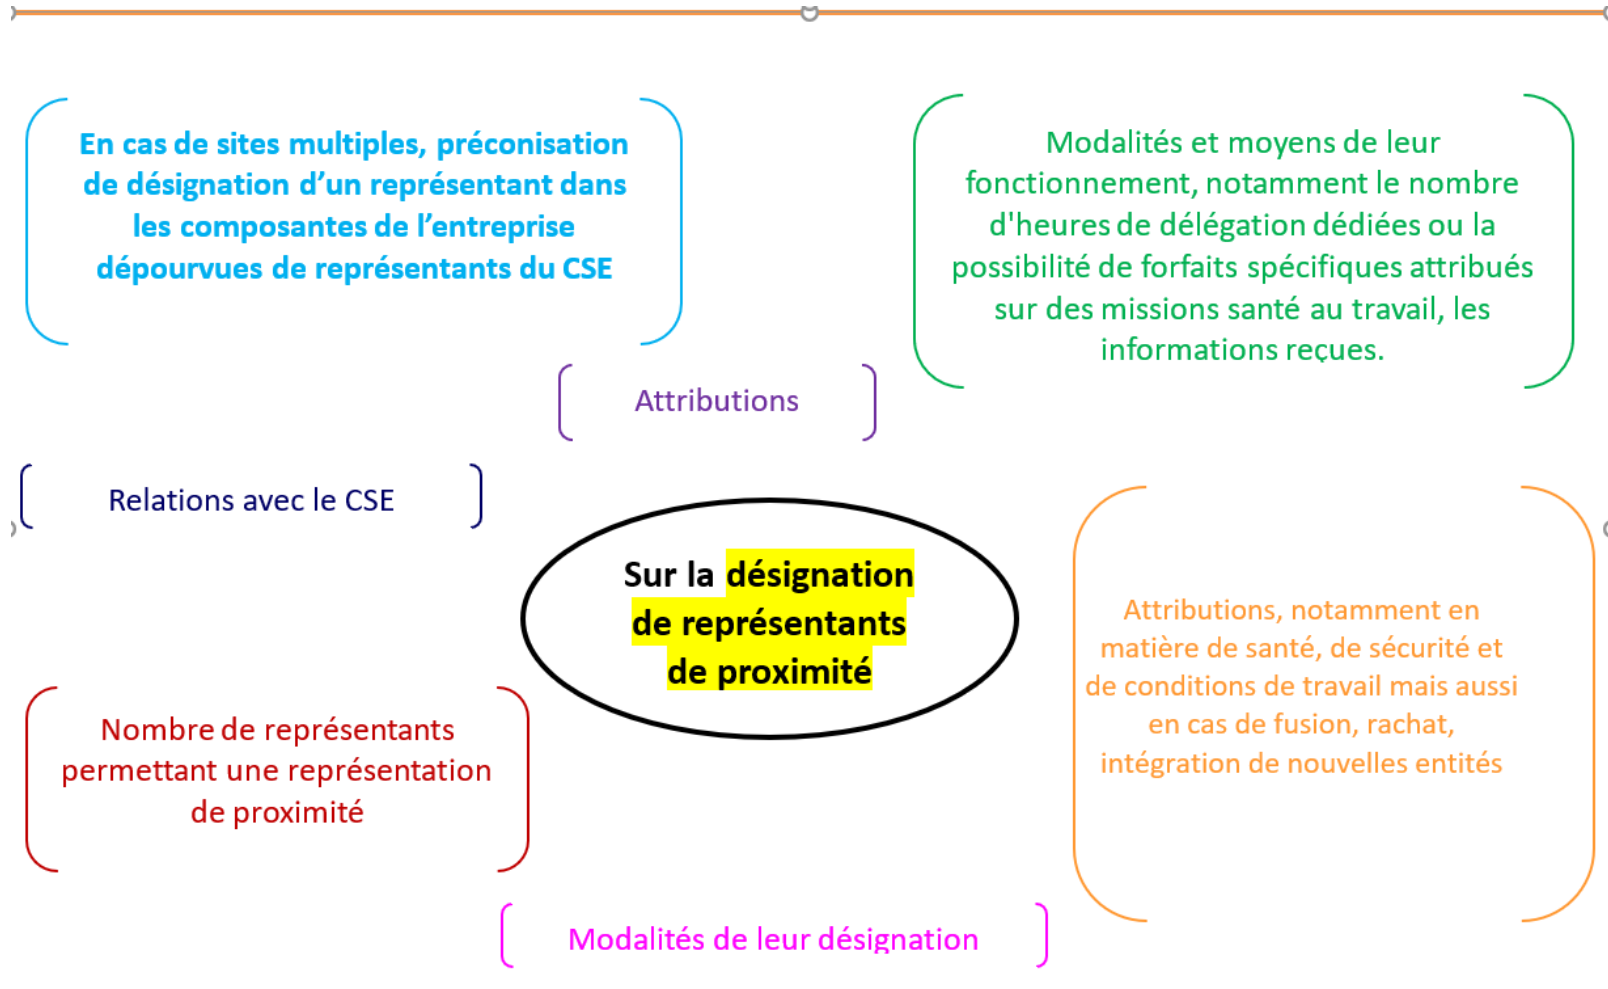 En cas de sites multiples, préconisation
de désignation d’un représentant dans
les composantes de l’entreprise
dépourvues de représentants du CSE
Modalités et moyens de leur
fonctionnement, notamment le nombre
d'heures de délégation dédiées ou la
possibilité de forfaits spécifiques attribués
sur des missions santé au travail, les
informations reçues.
Attributions
Relations avec le CSE
Sur la désignation
de représentants
de proximité
Attributions, notamment en
matière de santé, de sécurité et
de conditions de travail mais aussi
en cas de fusion, rachat,
intégration de nouvelles entités
Nombre de représentants
permettant une représentation
de proximité
Modalités de leur désignation